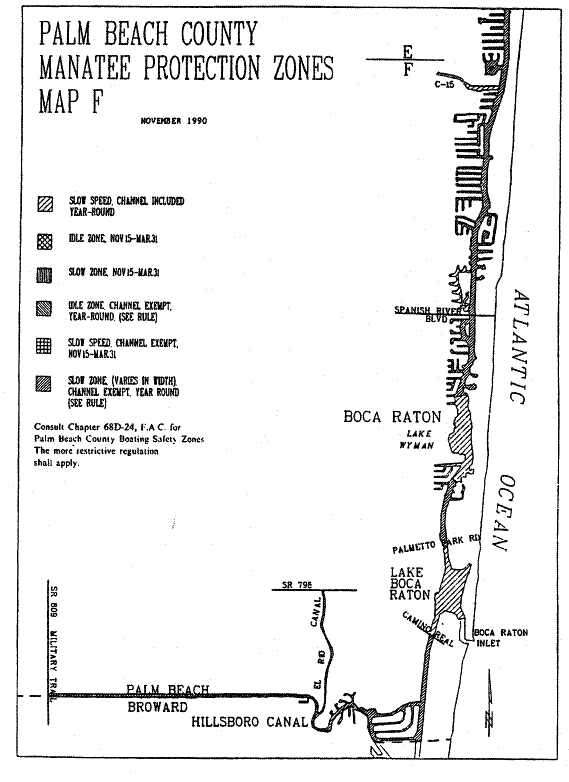 PALM BEACH COUNTY
MANATEE PROTECTION ZONES
MAP F
NOVEMBER 1990
E
F
C-15
SLOW SPEED, CHANNEL INCLUDED
YEAR-ROUND
IDLE ZONE, NOV15-MAR31
SLOW ZONE, NOV15-MAR31
IDLE ZONE, CHANNEL EXEMPT,
YEAR-ROUND, (SEE RULE)
SLOW SPEED, CHANNEL EXEMPT,
NOV15-MAR31
SLOW ZONE, (VARIES IN WIDTH)
CHANNEL EXEMPT, YEAR ROUND
(SEE RULE)
Consult Chapter 68D-24, F.A.C. for
Palm Beach County Boating Safety Zones
The more restrictive regulation
shall apply.
SPANISH RIVER
BLVD
ATLANTIC
OCEAN
BOCA RATON
LAKE
WYMAN
PALMETTO PARK RD
LAKE
BOCA
RATON
CAMINO REAL
BOCA RATON
INLET
SR 798
EL RIO CANAL
SR 809 MILITARY TRAIL
PALM BEACH
BROWARD
HILLSBORO CANAL
N